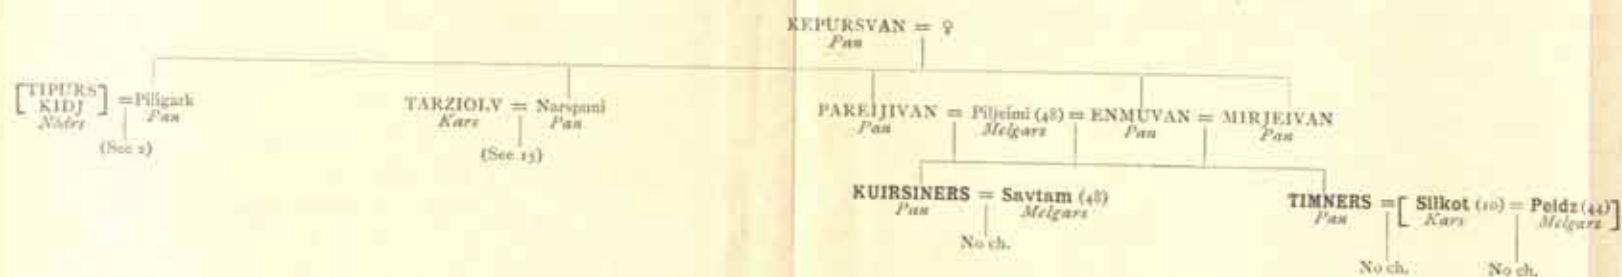 KEPURSVAN = ♀
Pan
[TIPURS KIDJ] = Piligark
Nòdrs Pan
(See 2)
TARZIOLV = Narspuni
Kars Pan
(See 15)
PAREIJIVAN = Piljeimi (48) = ENMUVAN = MIRJEIVAN
Pan Melgars Pan Pan
KUIRSINERS = Savtam (48)
Pan Melgars
No ch.
TIMNERS = [ Silkot (10) = Peidz (44) ]
Pan Kars Melgars
No ch. No ch.